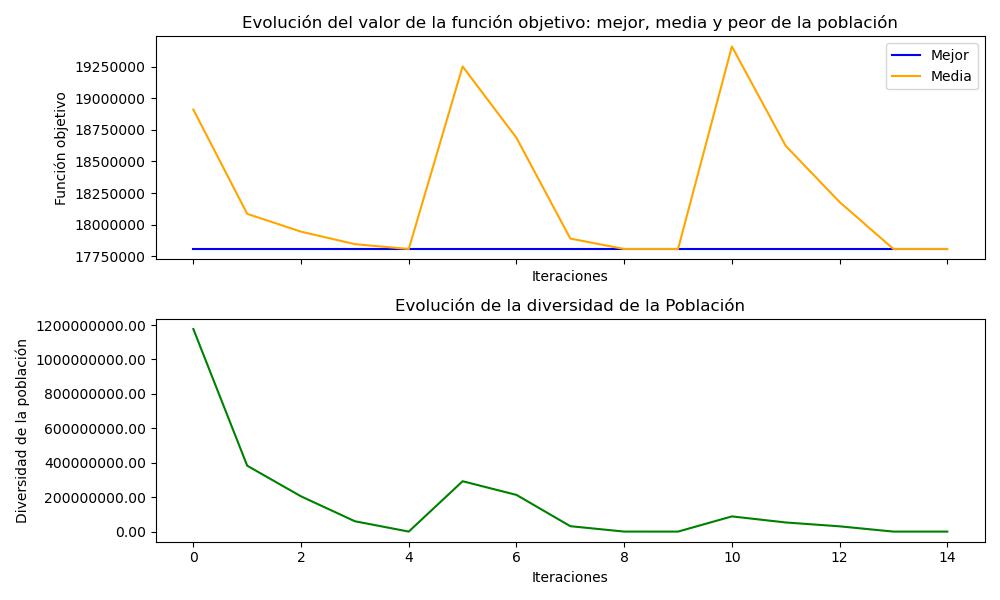 Evolución del valor de la función objetivo: mejor, media y peor de la población
Función objetivo
19250000
19000000
18750000
18500000
18250000
18000000
17750000
Mejor
Media
Iteraciones
Evolución de la diversidad de la Población
Diversidad de la población
1200000000.00
1000000000.00
800000000.00
600000000.00
400000000.00
200000000.00
0.00
0 2 4 6 8 10 12 14
Iteraciones